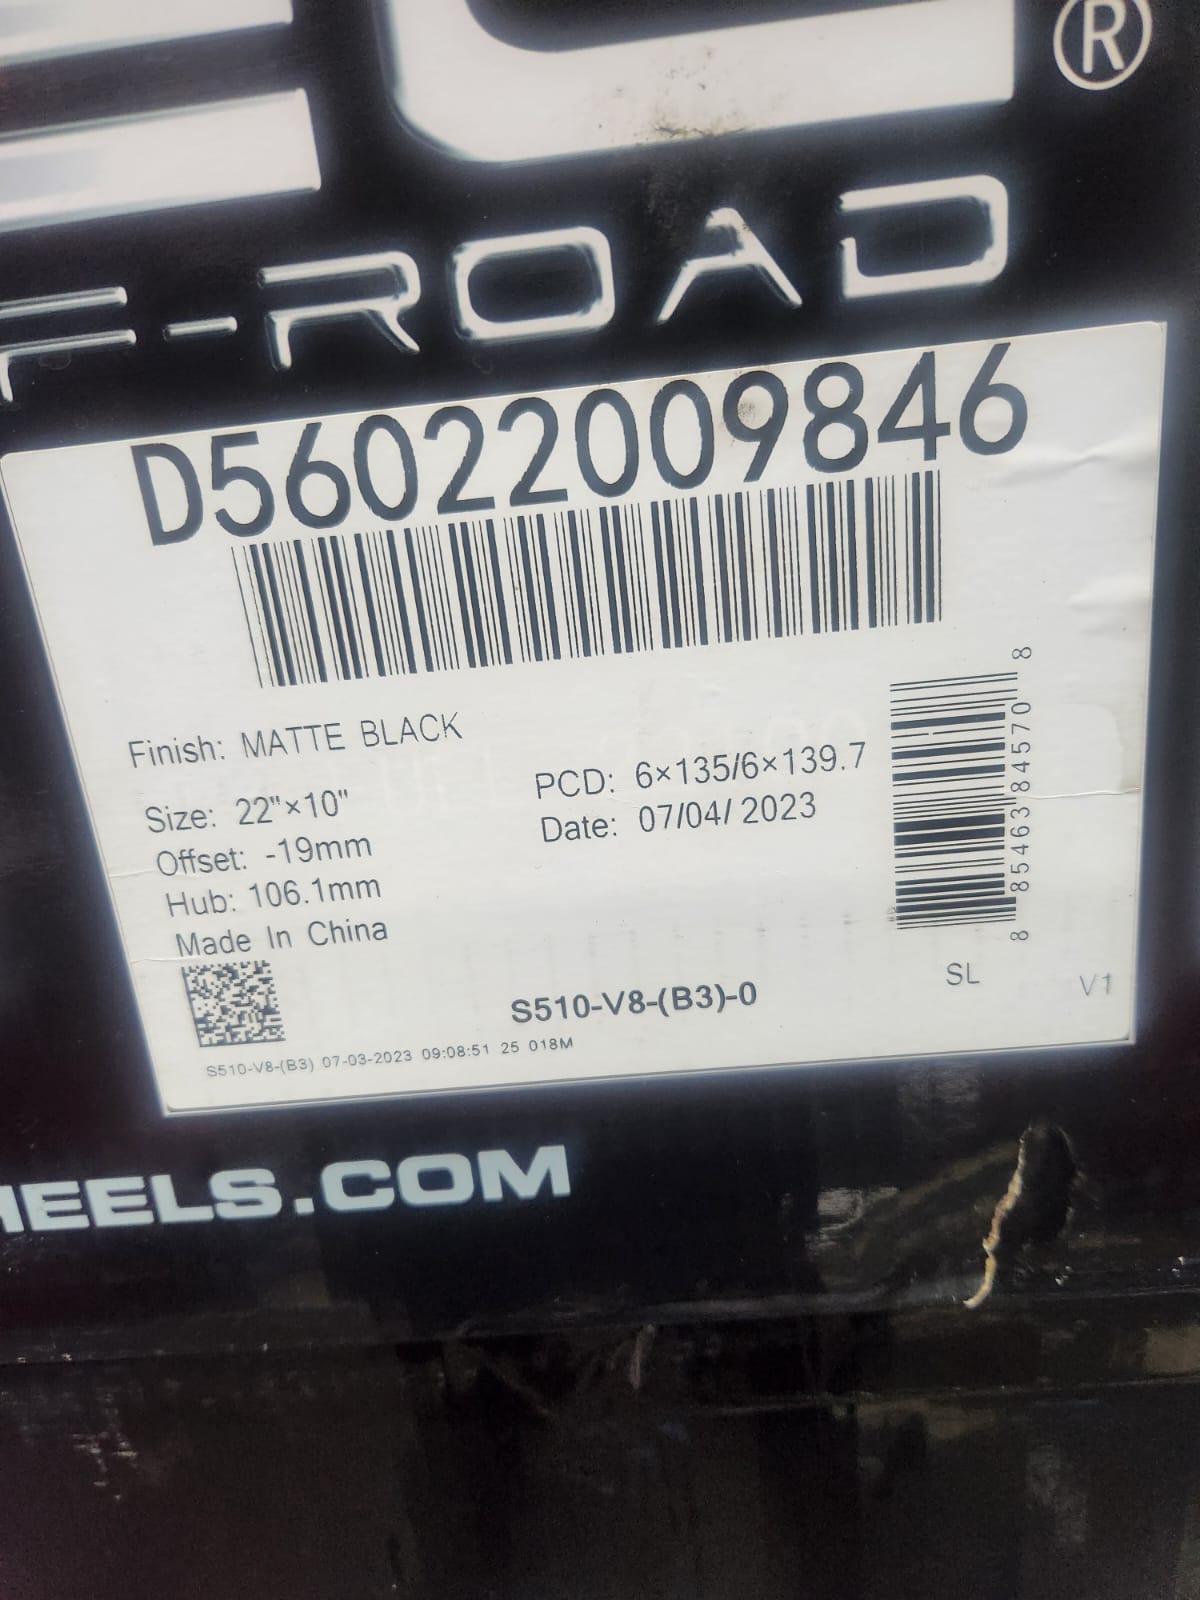 ®
F-ROAD
D56022009846
Finish: MATTE BLACK
Size: 22"×10"
Offset: -19mm
Hub: 106.1mm
Made In China
PCD: 6×135/6×139.7
Date: 07/04/ 2023
8 85463 84570 8
S510-V8-(B3)-0
SL
V1
S510-V8-(B3) 07-03-2023 09:08:51 25 018M
HEELS.COM